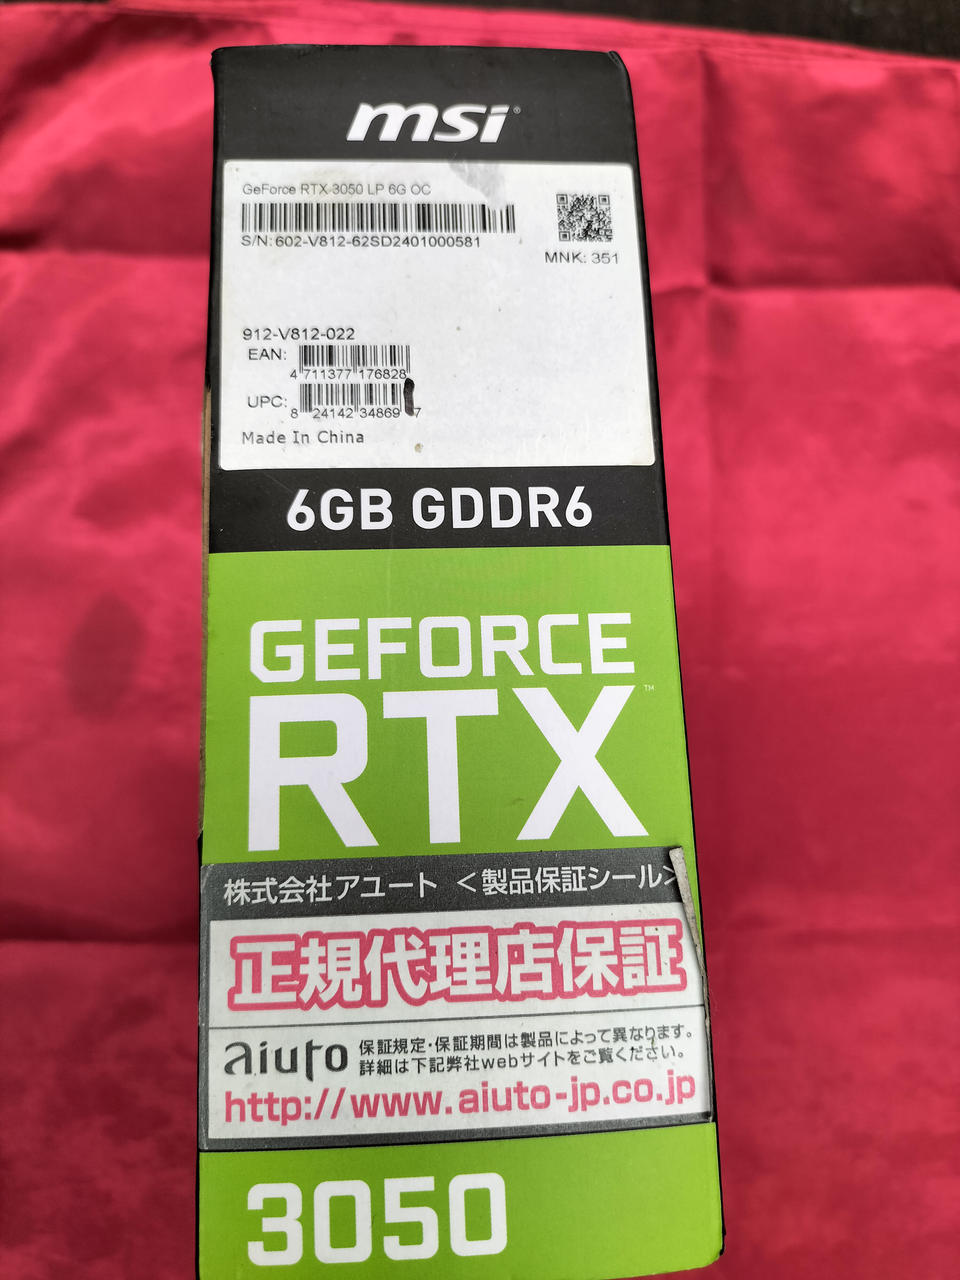 msi
GeForce RTX 3050 LP 6G OC
S/N: 602-V812-62SD2401000581
MNK: 351
912-V812-022
EAN:
4 711377 176828
UPC:
8 24142 34869 7
Made In China
6GB GDDR6
GEFORCE
RTX™
株式会社アユート <製品保証シール>
正規代理店保証
aiuto
保証規定・保証期間は製品によって異なります。
詳細は下記弊社webサイトをご覧ください。
http://www.aiuto-jp.co.jp
3050